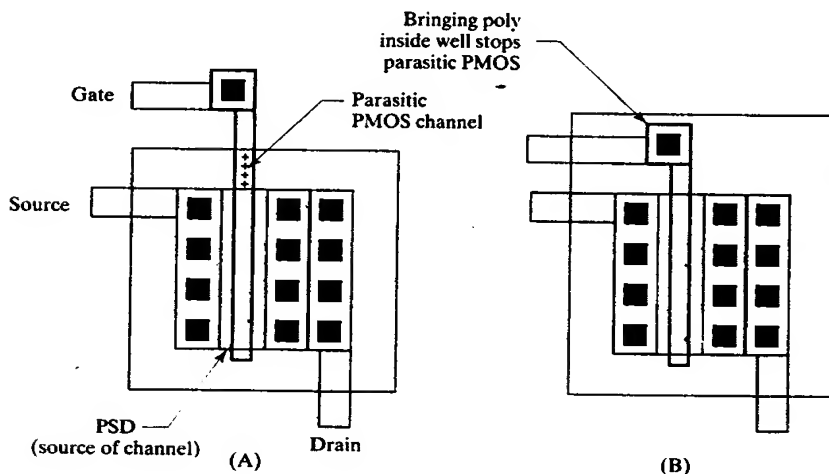 Bringing poly
inside well stops
parasitic PMOS
Gate
Parasitic
PMOS channel
Source
PSD
(source of channel)
Drain
(A)
(B)